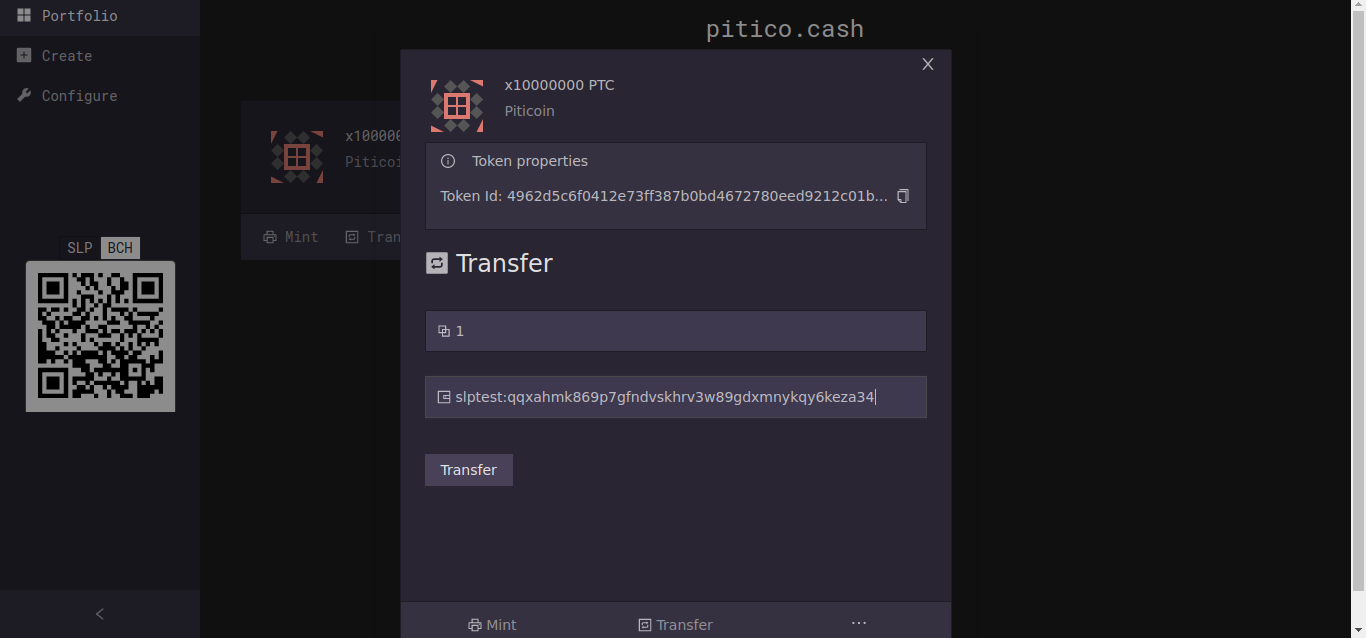 Portfolio
Create
Configure
SLP BCH
pitico.cash
x10000000 PTC
Piticoin
Token properties
Token Id: 4962d5c6f0412e73ff387b0bd4672780eed9212c01b...
Transfer
1
slptest:qqxahmk869p7gfndvskhrv3w89gdxmnykqy6keza34
Transfer
Mint
Transfer
...
x100000
Piticoi
Mint
Tran